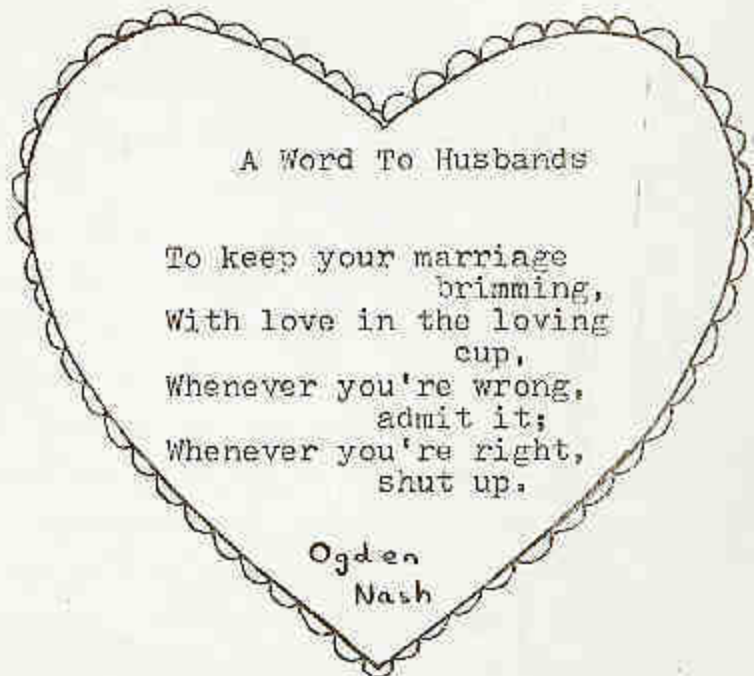 A Word To Husbands
To keep your marriage
brimming,
With love in the loving
cup,
Whenever you're wrong,
admit it;
Whenever you're right,
shut up.
Ogden
Nash